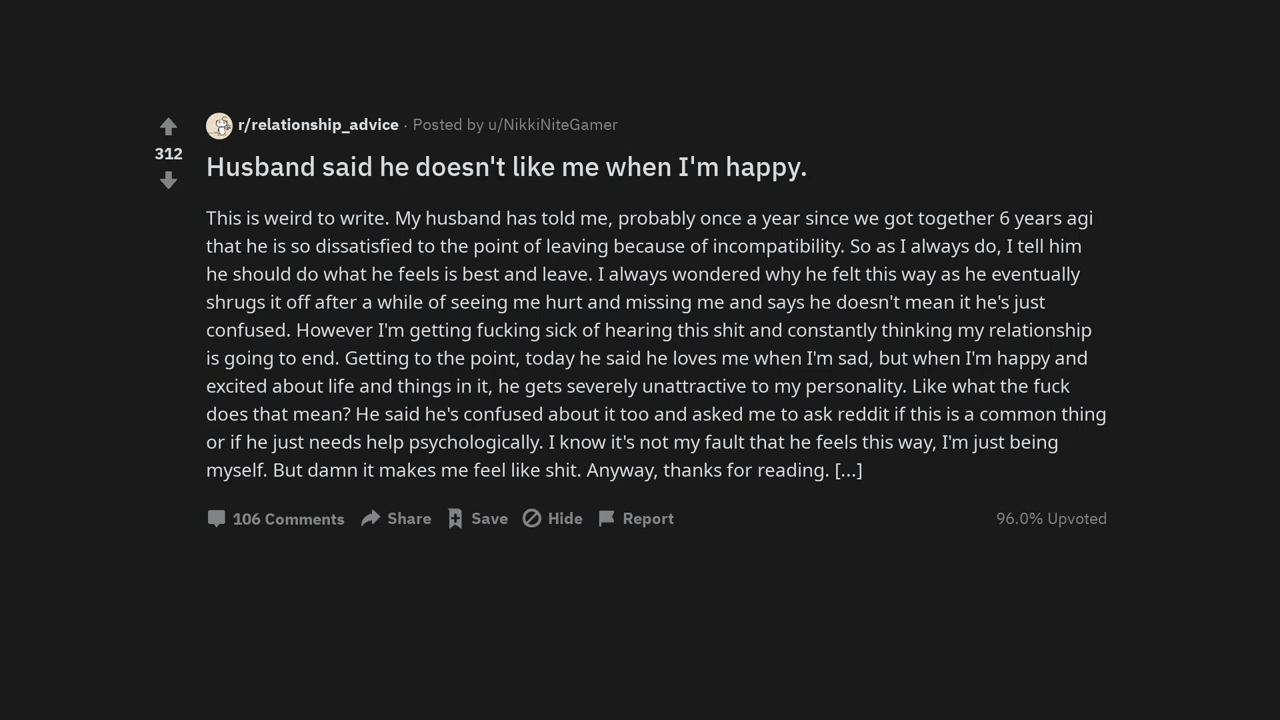 r/relationship_advice · Posted by u/NikkiNiteGamer
312
Husband said he doesn't like me when I'm happy.
This is weird to write. My husband has told me, probably once a year since we got together 6 years agi
that he is so dissatisfied to the point of leaving because of incompatibility. So as I always do, I tell him
he should do what he feels is best and leave. I always wondered why he felt this way as he eventually
shrugs it off after a while of seeing me hurt and missing me and says he doesn't mean it he's just
confused. However I'm getting fucking sick of hearing this shit and constantly thinking my relationship
is going to end. Getting to the point, today he said he loves me when I'm sad, but when I'm happy and
excited about life and things in it, he gets severely unattractive to my personality. Like what the fuck
does that mean? He said he's confused about it too and asked me to ask reddit if this is a common thing
or if he just needs help psychologically. I know it's not my fault that he feels this way, I'm just being
myself. But damn it makes me feel like shit. Anyway, thanks for reading. [...]
106 Comments Share Save Hide Report 96.0% Upvoted